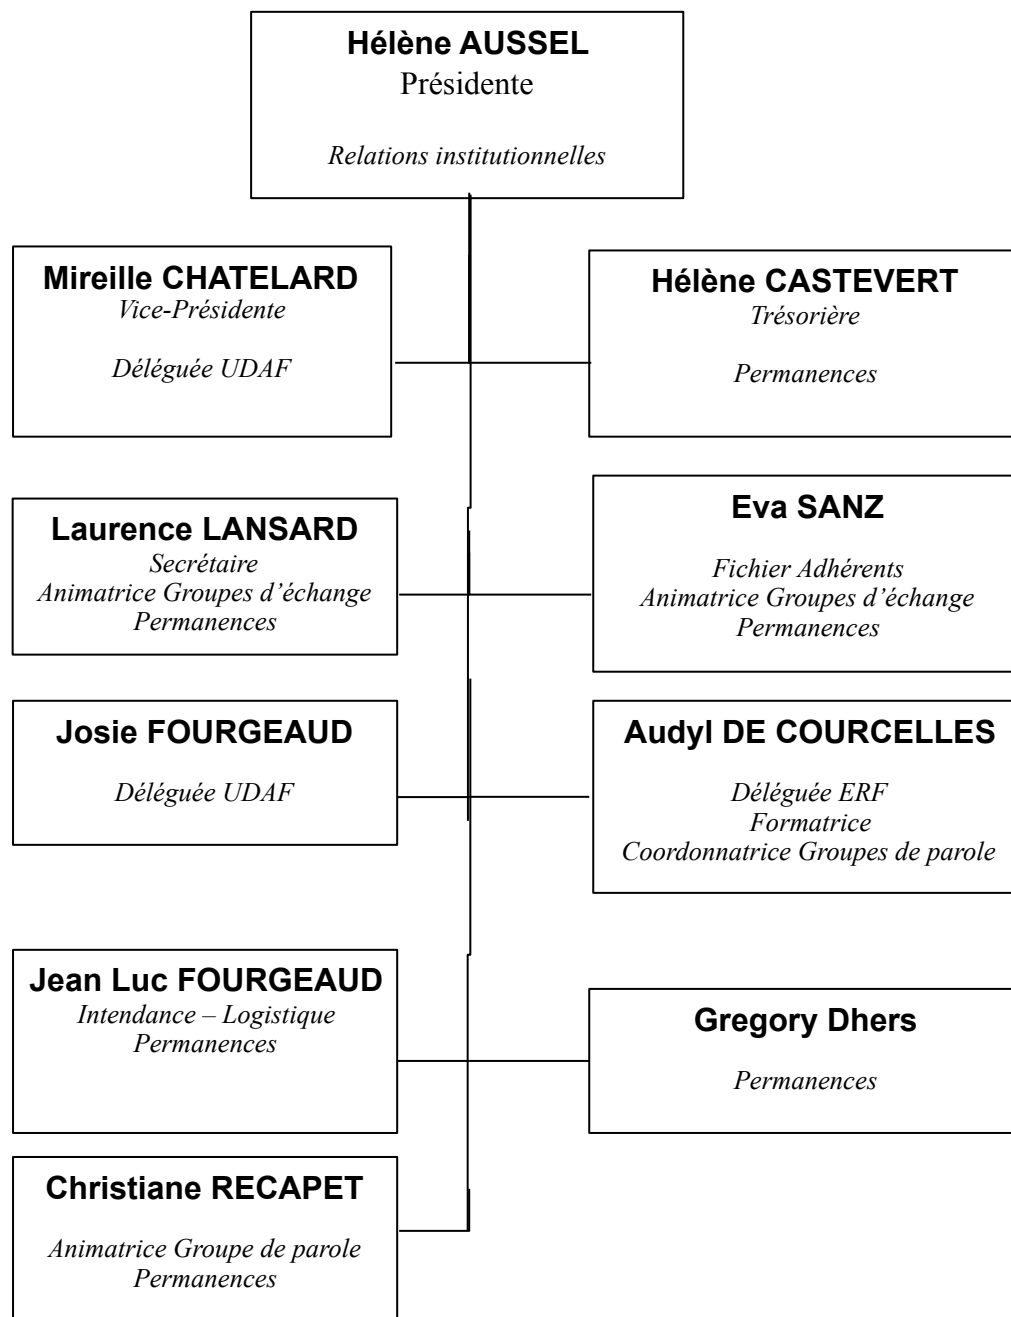 Hélène AUSSEL
Présidente
Relations institutionnelles
Mireille CHATELARD
Vice-Présidente
Déléguée UDAF
Hélène CASTEVERT
Trésorière
Permanences
Laurence LANSARD
Secrétaire
Animatrice Groupes d’échange
Permanences
Eva SANZ
Fichier Adhérents
Animatrice Groupes d’échange
Permanences
Josie FOURGEAUD
Déléguée UDAF
Audyl DE COURCELLES
Déléguée ERF
Formatrice
Coordonnatrice Groupes de parole
Jean Luc FOURGEAUD
Intendance – Logistique
Permanences
Gregory Dhers
Permanences
Christiane RECAPET
Animatrice Groupe de parole
Permanences